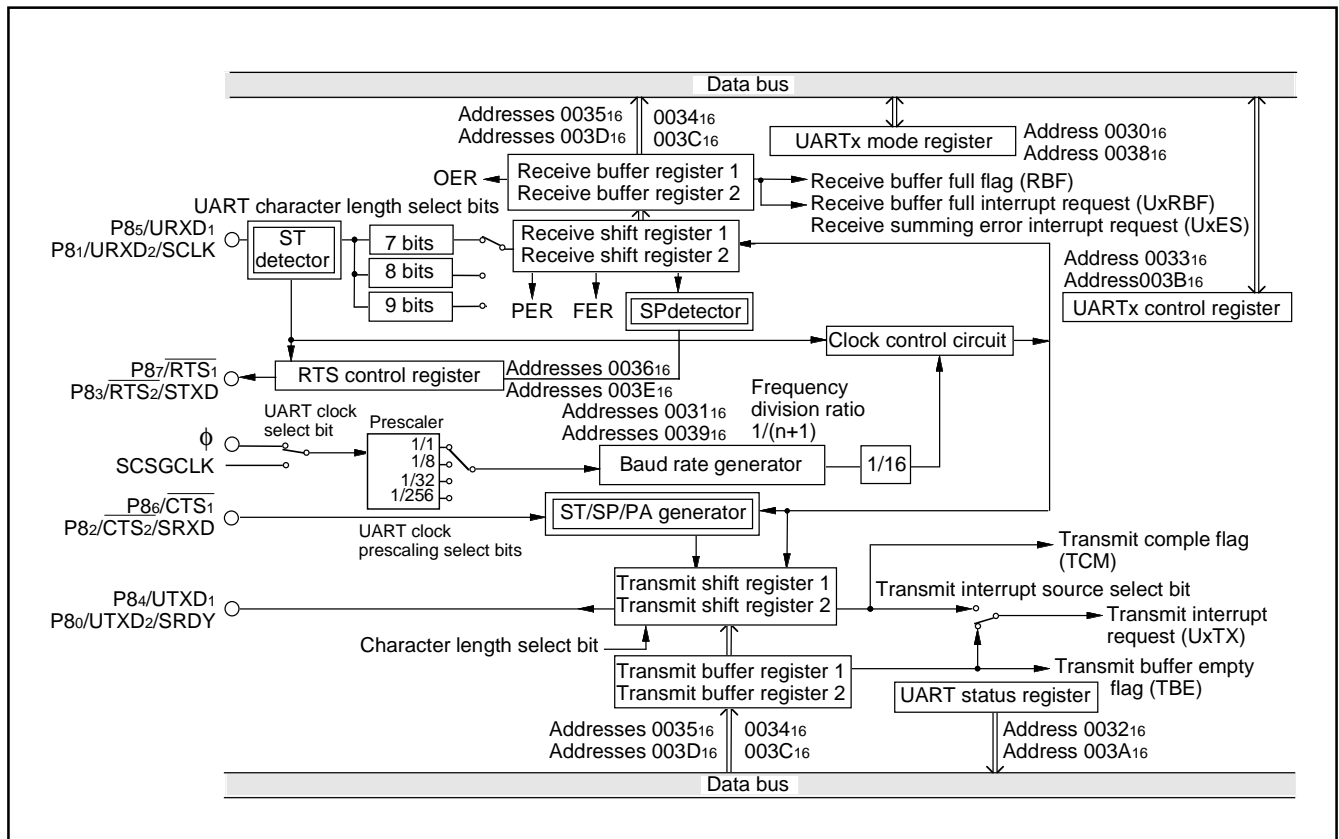 Data bus
Addresses 0035₁₆ 0034₁₆
Addresses 003D₁₆ 003C₁₆
UARTx mode register
Address 0030₁₆
Address 0038₁₆
OER
Receive buffer register 1
Receive buffer register 2
Receive buffer full flag (RBF)
Receive buffer full interrupt request (UxRBF)
Receive summing error interrupt request (UxES)
UART character length select bits
P8₅/URXD₁
P8₁/URXD₂/SCLK
ST
detector
7 bits
8 bits
9 bits
Receive shift register 1
Receive shift register 2
PER
FER
SPdetector
Address 0033₁₆
Address003B₁₆
UARTx control register
Clock control circuit
P8₇/R̅T̅S̅₁
P8₃/R̅T̅S̅₂/STXD
RTS control register
Addresses 0036₁₆
Addresses 003E₁₆
UART clock
select bit
ϕ
SCSGCLK
Prescaler
1/1
1/8
1/32
1/256
Addresses 0031₁₆
Addresses 0039₁₆
Frequency
division ratio
1/(n+1)
Baud rate generator
1/16
P8₆/C̅T̅S̅₁
P8₂/C̅T̅S̅₂/SRXD
UART clock
prescaling select bits
ST/SP/PA generator
Transmit comple flag
(TCM)
P8₄/UTXD₁
P8₀/UTXD₂/SRDY
Transmit shift register 1
Transmit shift register 2
Transmit interrupt source select bit
Transmit interrupt
request (UxTX)
Character length select bit
Transmit buffer register 1
Transmit buffer register 2
Transmit buffer empty
flag (TBE)
UART status register
Addresses 0035₁₆ 0034₁₆
Addresses 003D₁₆ 003C₁₆
Address 0032₁₆
Address 003A₁₆
Data bus